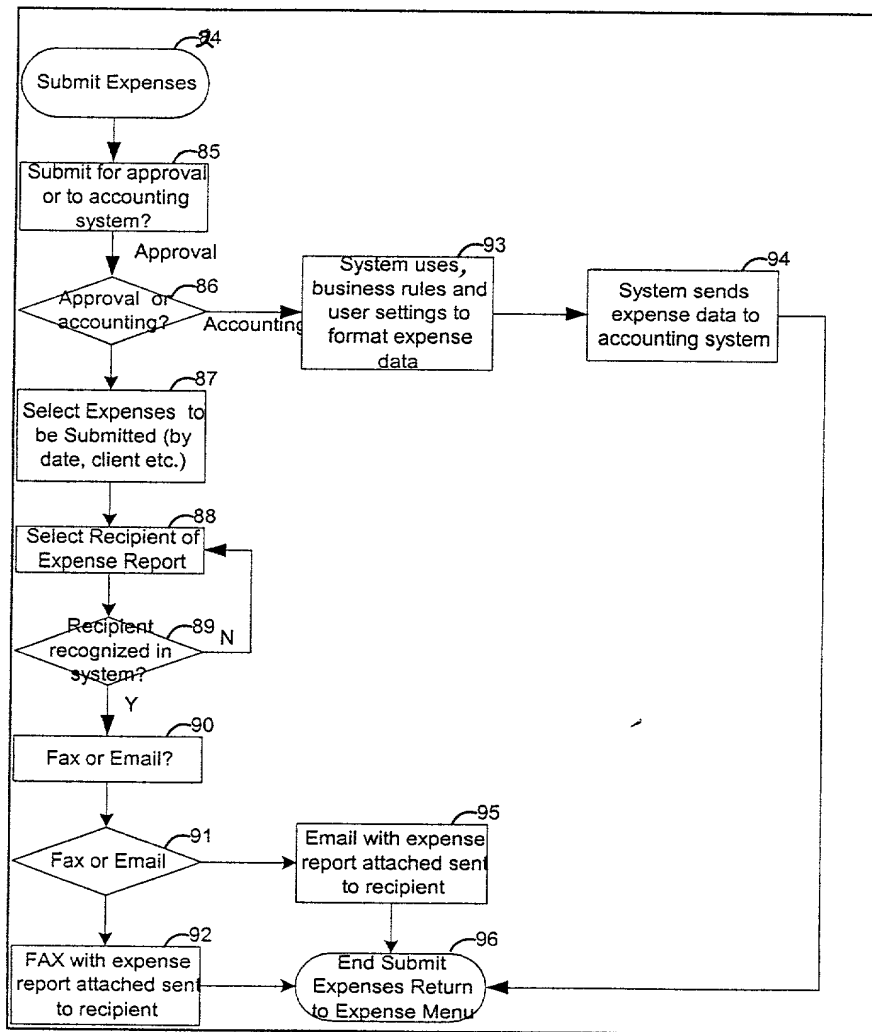 Submit Expenses
85
Submit for approval
or to accounting
system?
Approval
86
Approval or
accounting?
Accounting
93
System uses,
business rules and
user settings to
format expense
data
94
System sends
expense data to
accounting system
87
Select Expenses to
be Submitted (by
date, client etc.)
88
Select Recipient of
Expense Report
89
Recipient
recognized in
system?
N
Y
90
Fax or Email?
91
Fax or Email
95
Email with expense
report attached sent
to recipient
92
FAX with expense
report attached sent
to recipient
96
End Submit
Expenses Return
to Expense Menu